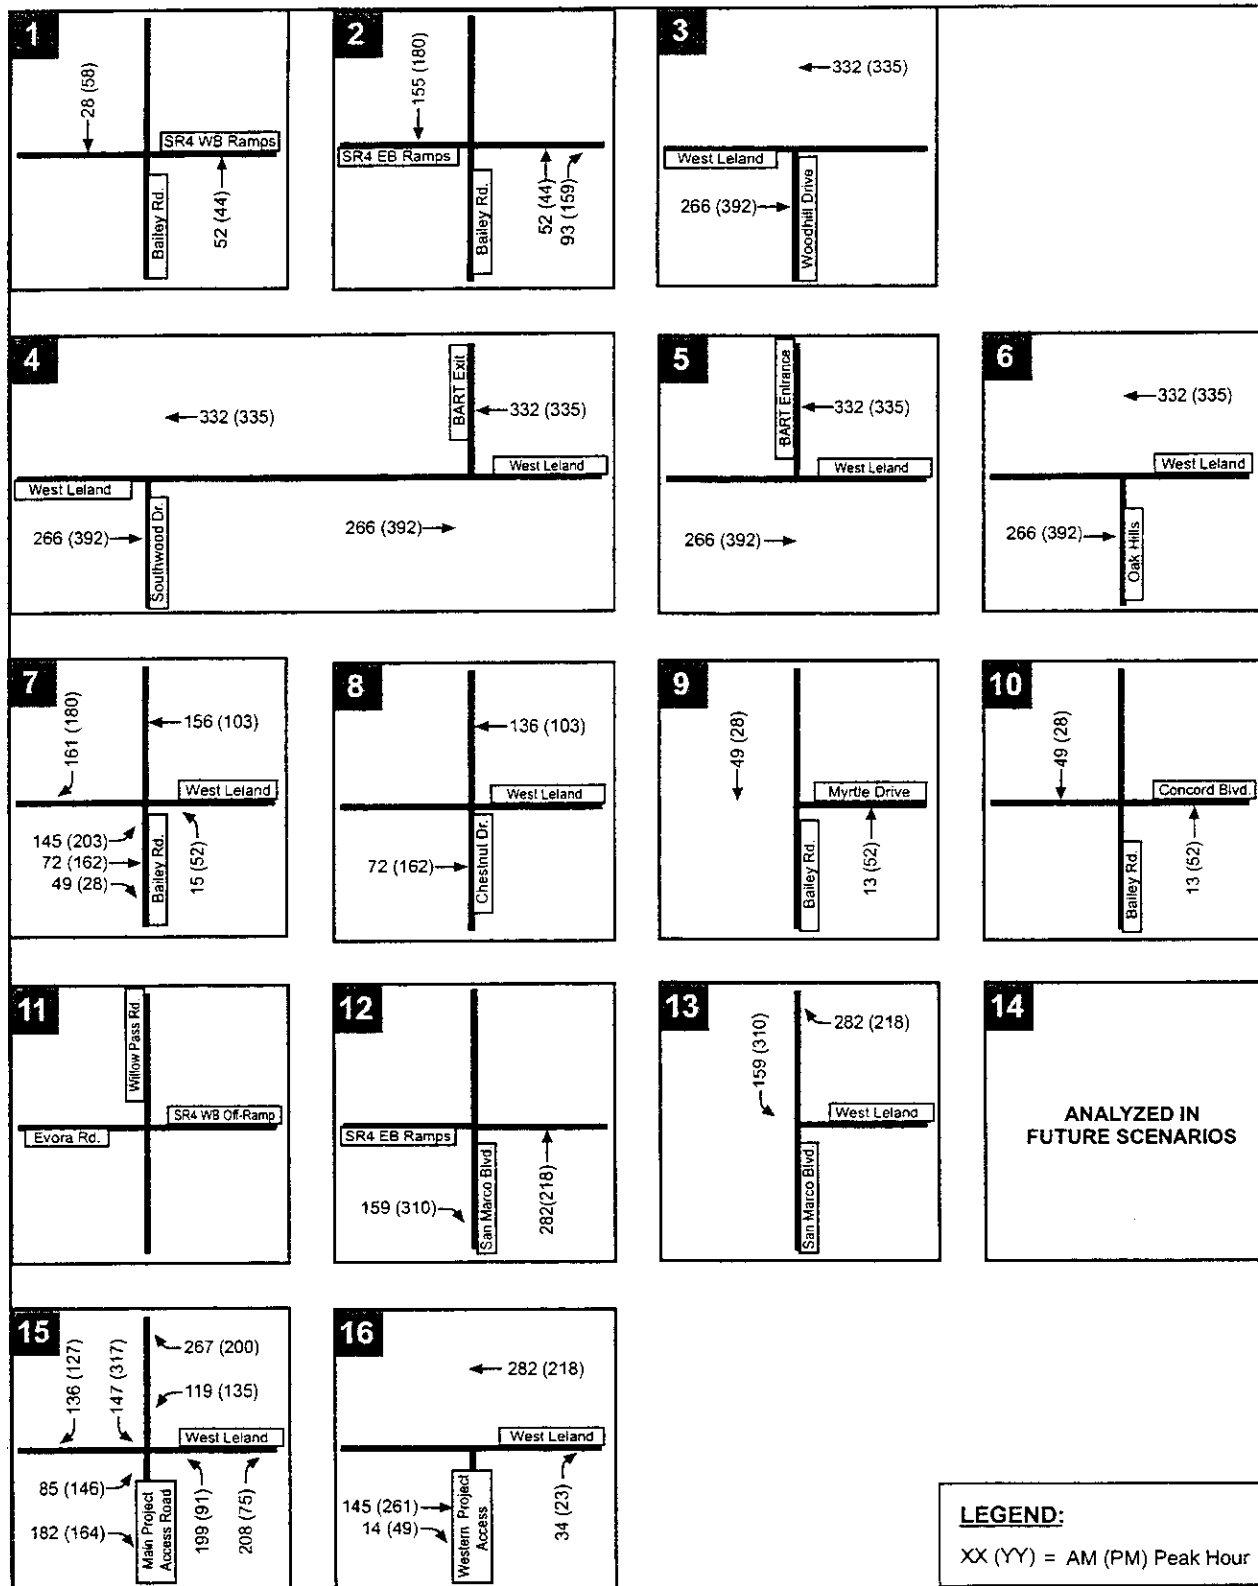 1
28 (58)
SR4 WB Ramps
Bailey Rd.
52 (44)
2
155 (180)
SR4 EB Ramps
Bailey Rd.
52 (44)
93 (159)
3
332 (335)
West Leland
266 (392)
Woodhill Drive
4
332 (335)
BART Exit
332 (335)
West Leland
West Leland
266 (392)
Southwood Dr.
266 (392)
5
BART Entrance
332 (335)
West Leland
266 (392)
6
332 (335)
West Leland
266 (392)
Oak Hills
7
161 (180)
156 (103)
West Leland
145 (203)
72 (162)
49 (28)
Bailey Rd.
15 (52)
8
136 (103)
West Leland
72 (162)
Chestnut Dr.
9
49 (28)
Myrtle Drive
Bailey Rd.
13 (52)
10
49 (28)
Concord Blvd.
Bailey Rd.
13 (52)
11
Willow Pass Rd.
SR4 WB Off-Ramp
Evora Rd.
12
SR4 EB Ramps
159 (310)
San Marco Blvd.
282(218)
13
282 (218)
159 (310)
West Leland
San Marco Blvd.
14
ANALYZED IN
FUTURE SCENARIOS
15
136 (127)
147 (317)
267 (200)
119 (135)
West Leland
85 (146)
182 (164)
Main Project
Access Road
199 (91)
208 (75)
16
282 (218)
West Leland
145 (261)
14 (49)
Western Project
Access
34 (23)
LEGEND:
XX (YY) = AM (PM) Peak Hour